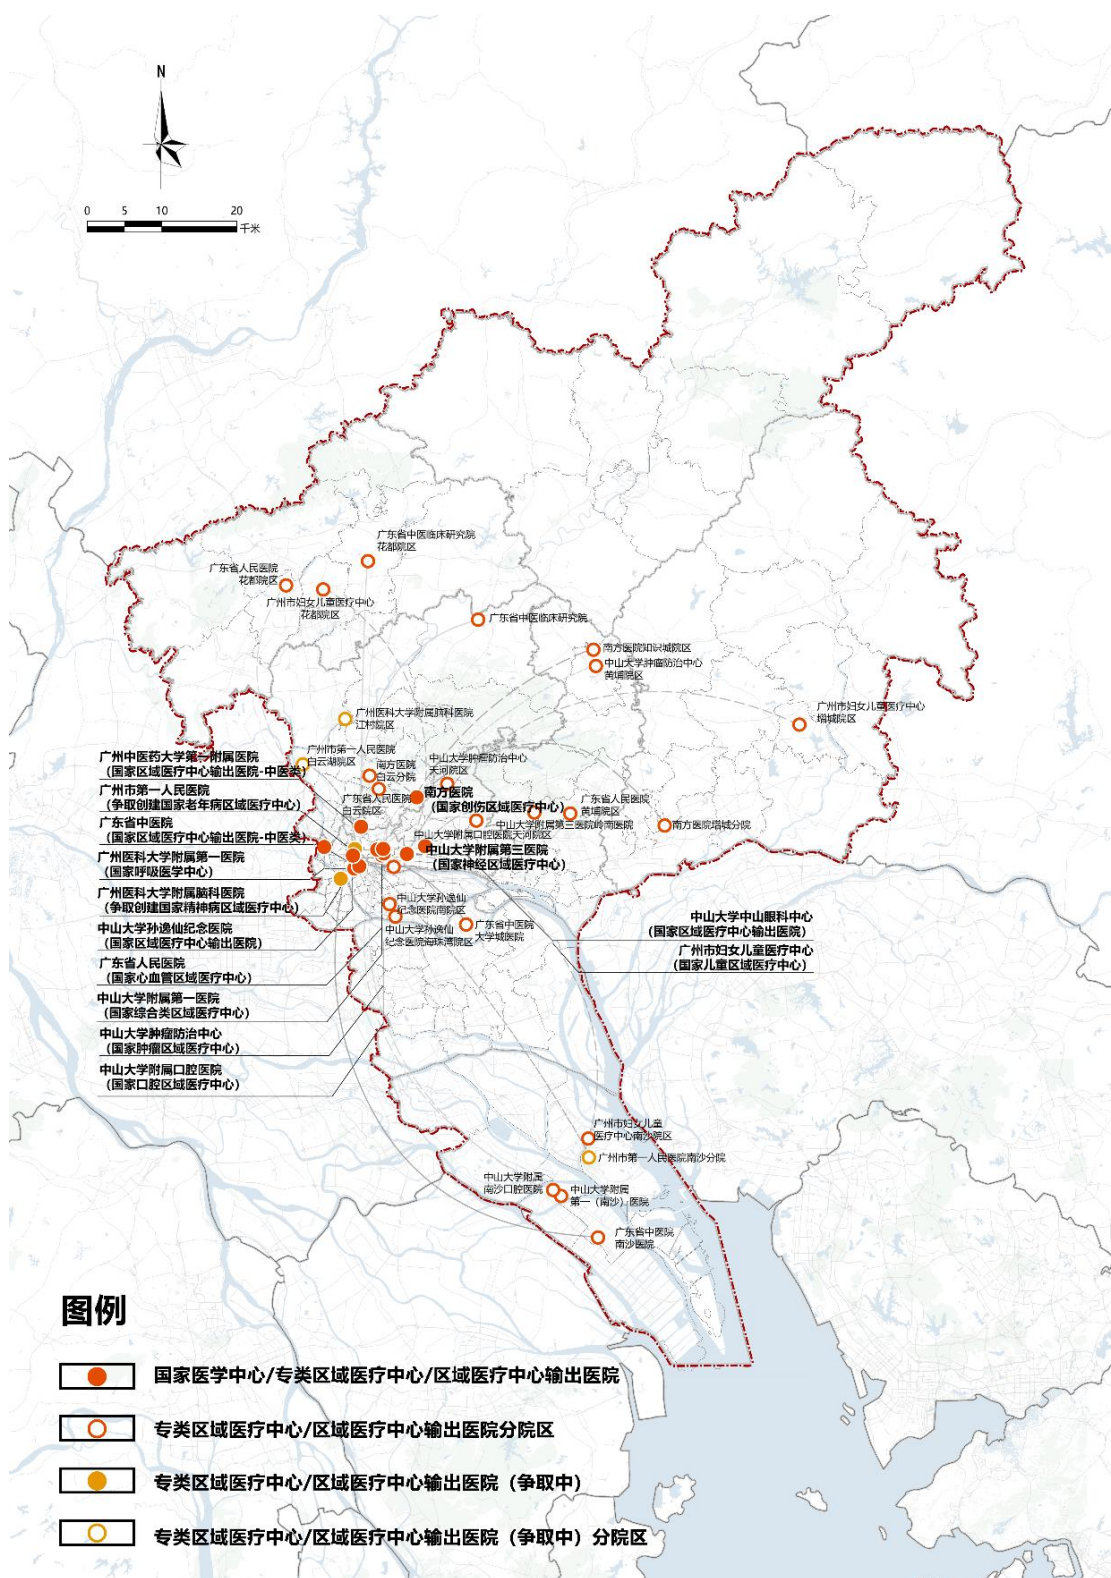 N
0 5 10 20
千米
广东省中医临床研究院
花都院区
广东省人民医院
花都院区
广州市妇女儿童医疗中心
花都院区
广东省中医临床研究院
南方医院知识城院区
中山大学肿瘤防治中心
黄埔院区
广州市妇女儿童医疗中心
增城院区
广州医科大学附属脑科医院
江村院区
广州市第一人民医院
白云湖院区
南方医院
白云分院
中山大学肿瘤防治中心
天河院区
广东省人民医院
白云院区
南方医院
（国家创伤区域医疗中心）
广东省人民医院
黄埔院区
中山大学附属第三医院岭南医院
南方医院增城分院
中山大学附属口腔医院天河院区
中山大学附属第三医院
（国家神经区域医疗中心）
广州中医药大学第一附属医院
（国家区域医疗中心输出医院-中医类）
广州市第一人民医院
（争取创建国家老年病区域医疗中心）
广东省中医院
（国家区域医疗中心输出医院-中医类）
广州医科大学附属第一医院
（国家呼吸医学中心）
广州医科大学附属脑科医院
（争取创建国家精神病区域医疗中心）
中山大学孙逸仙纪念医院
（国家区域医疗中心输出医院）
广东省人民医院
（国家心血管区域医疗中心）
中山大学附属第一医院
（国家综合类区域医疗中心）
中山大学肿瘤防治中心
（国家肿瘤区域医疗中心）
中山大学附属口腔医院
（国家口腔区域医疗中心）
中山大学孙逸仙
纪念医院南院区
中山大学孙逸仙
纪念医院海珠湾院区
广东省中医院
大学城医院
中山大学中山眼科中心
（国家区域医疗中心输出医院）
广州市妇女儿童医疗中心
（国家儿童区域医疗中心）
广州市妇女儿童
医疗中心南沙院区
广州市第一人民医院南沙分院
中山大学附属
南沙口腔医院
中山大学附属
第一（南沙）医院
广东省中医院
南沙医院
图例
国家医学中心/专类区域医疗中心/区域医疗中心输出医院
专类区域医疗中心/区域医疗中心输出医院分院区
专类区域医疗中心/区域医疗中心输出医院（争取中）
专类区域医疗中心/区域医疗中心输出医院（争取中）分院区